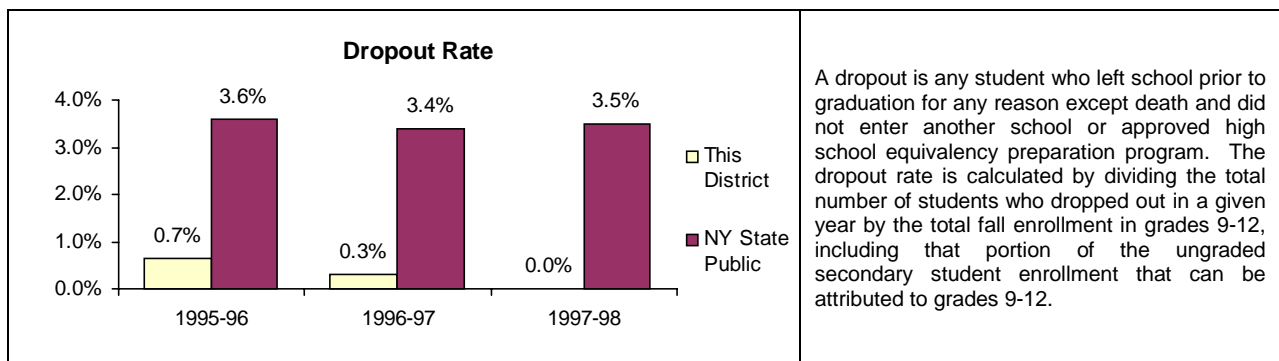 Dropout Rate
4.0%
3.0%
2.0%
1.0%
0.0%
3.6%
3.4%
3.5%
0.7%
0.3%
0.0%
1995-96
1996-97
1997-98
This
District
NY State
Public
A dropout is any student who left school prior to
graduation for any reason except death and did
not enter another school or approved high
school equivalency preparation program. The
dropout rate is calculated by dividing the total
number of students who dropped out in a given
year by the total fall enrollment in grades 9-12,
including that portion of the ungraded
secondary student enrollment that can be
attributed to grades 9-12.